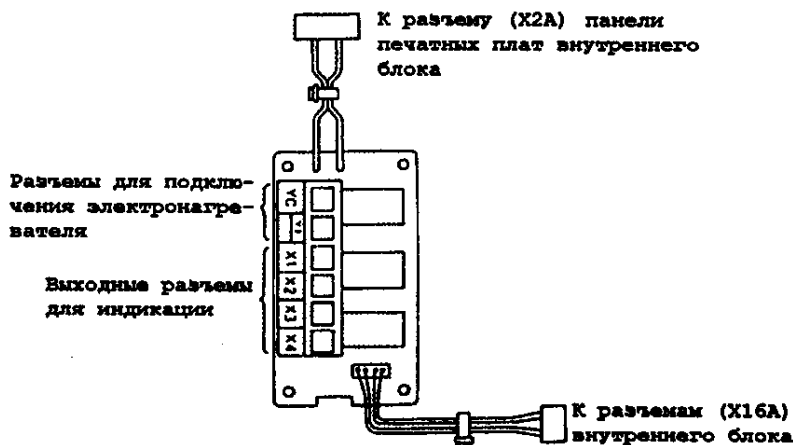 К разъему (X2A) панели
печатных плат внутреннего
блока
Разъемы для подклю-
чения электронагре-
вателя
YC
Выходные разъемы
для индикации
X1
X2
X3
X4
К разъемам (X16A)
внутреннего блока